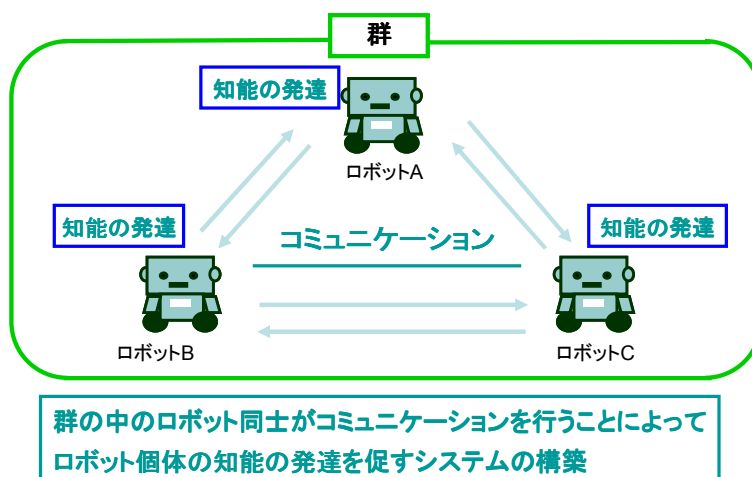 群
知能の発達
ロボットA
知能の発達
知能の発達
コミュニケーション
ロボットB
ロボットC
群の中のロボット同士がコミュニケーションを行うことによって
ロボット個体の知能の発達を促すシステムの構築